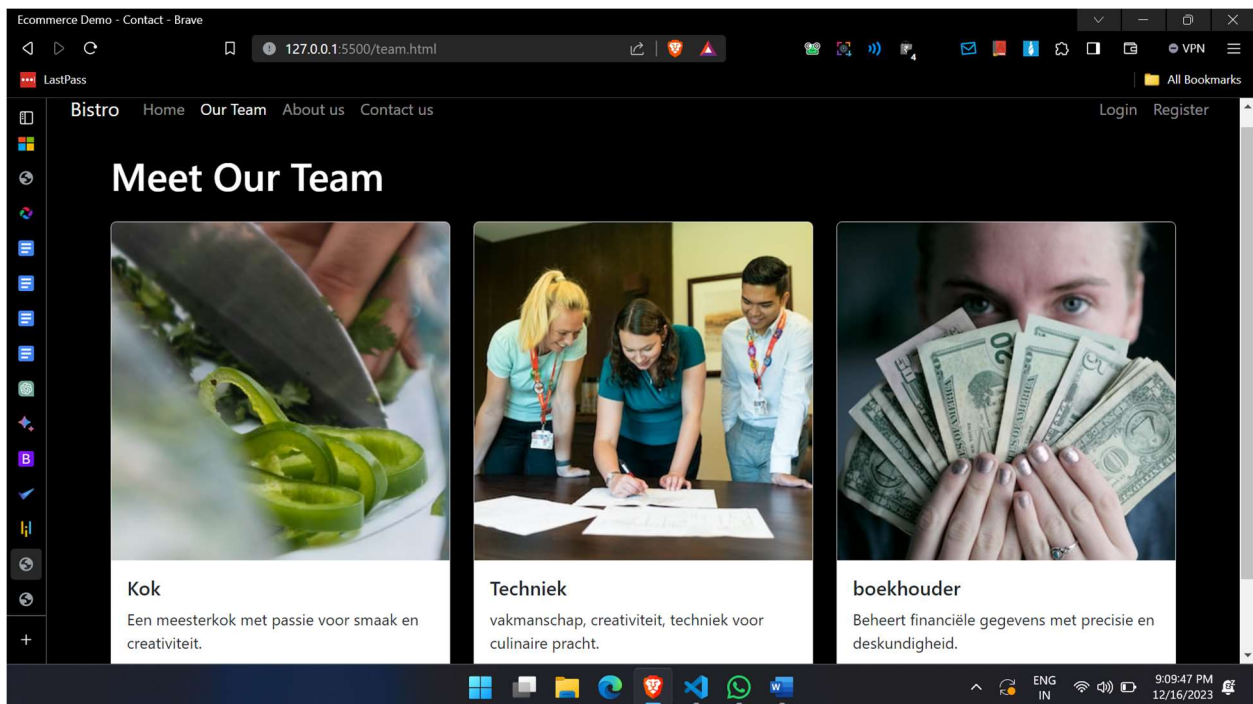 Ecommerce Demo - Contact - Brave
127.0.0.1:5500/team.html
4
VPN
LastPass
All Bookmarks
Bistro Home Our Team About us Contact us Login Register
Meet Our Team
Kok
Een meesterkok met passie voor smaak en
creativiteit.
Techniek
vakmanschap, creativiteit, techniek voor
culinaire pracht.
boekhouder
Beheert financiële gegevens met precisie en
deskundigheid.
ENG
IN
9:09:47 PM
12/16/2023